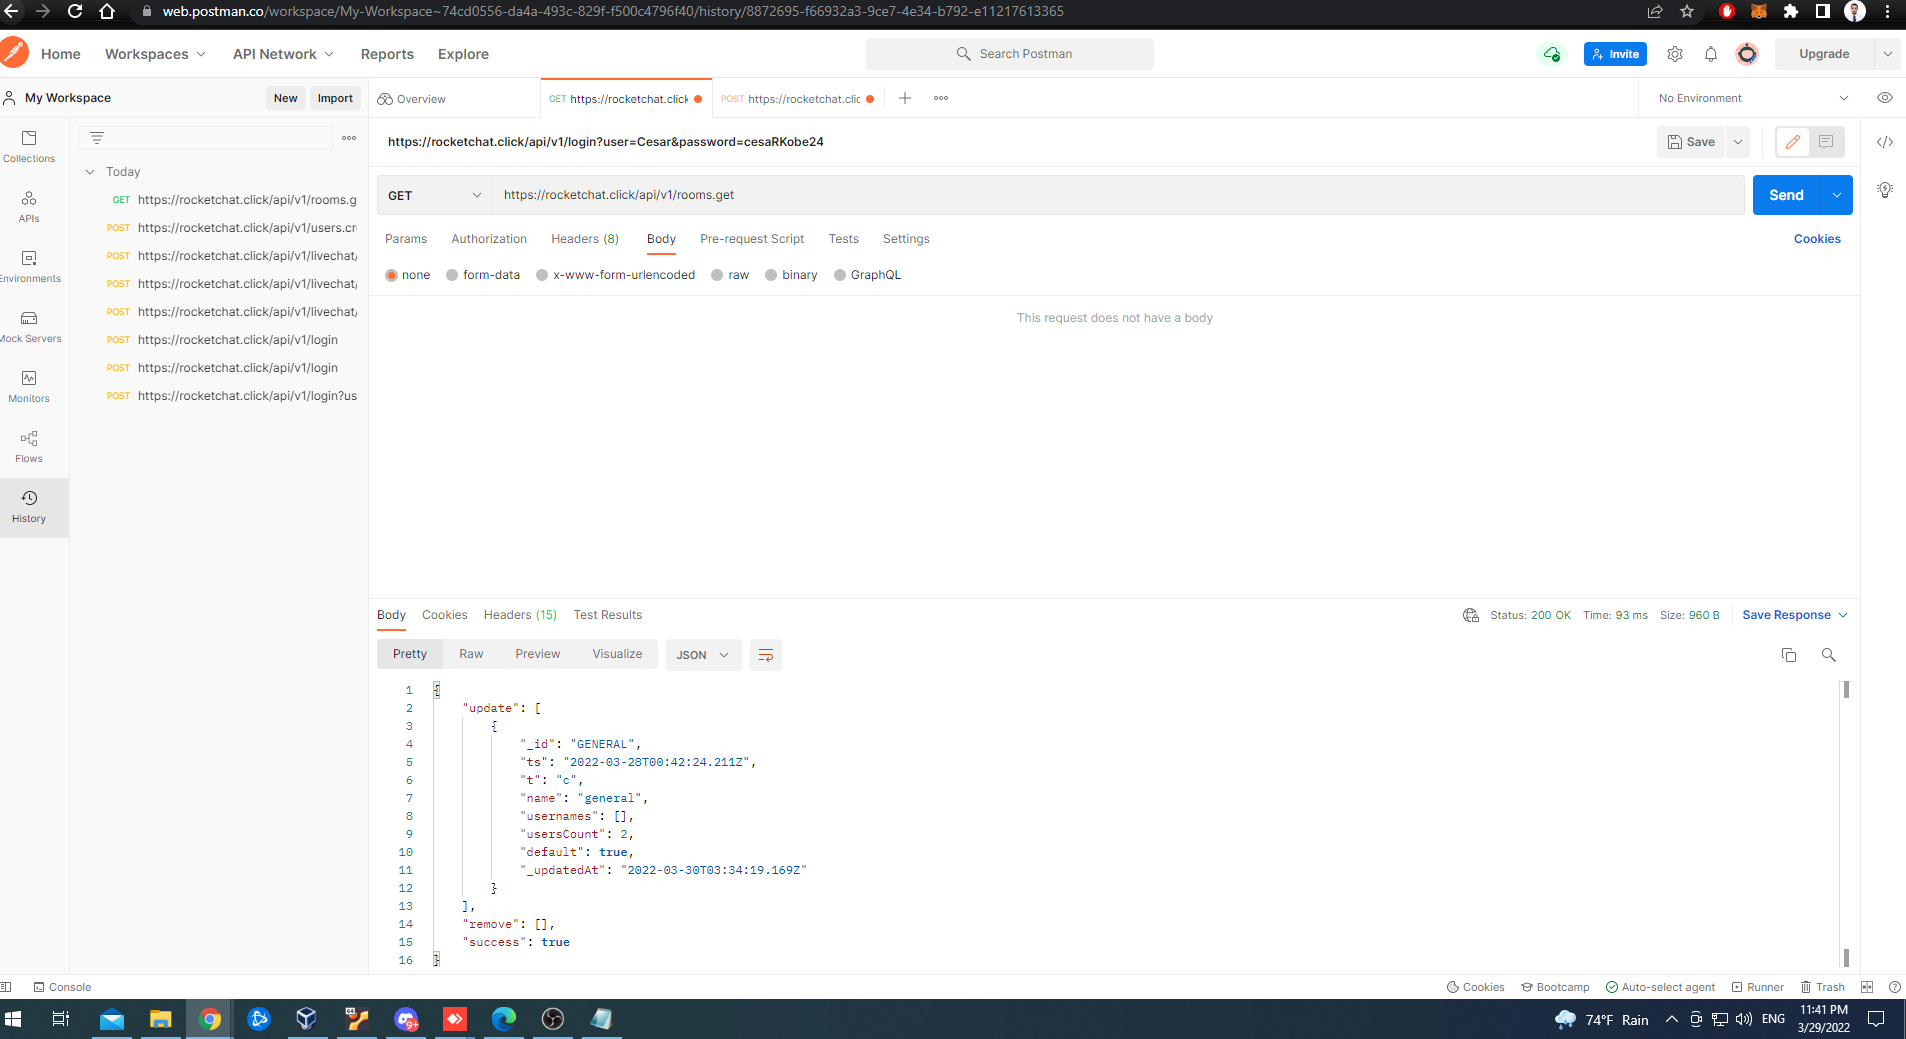 web.postman.co/workspace/My-Workspace~74cd0556-da4a-493c-829f-f500c4796f40/history/8872695-f66932a3-9ce7-4e34-b792-e11217613365
Home Workspaces API Network Reports Explore Search Postman Invite Upgrade
My Workspace New Import Overview GET https://rocketchat.click POST https://rocketchat.clic No Environment
Collections
APIs
Environments
Mock Servers
Monitors
Flows
History
Today
GET https://rocketchat.click/api/v1/rooms.g
POST https://rocketchat.click/api/v1/users.cr
POST https://rocketchat.click/api/v1/livechat/
POST https://rocketchat.click/api/v1/livechat/
POST https://rocketchat.click/api/v1/livechat/
POST https://rocketchat.click/api/v1/login
POST https://rocketchat.click/api/v1/login
POST https://rocketchat.click/api/v1/login?us
https://rocketchat.click/api/v1/login?user=Cesar&password=cesaRKobe24 Save
GET https://rocketchat.click/api/v1/rooms.get Send
Params Authorization Headers (8) Body Pre-request Script Tests Settings Cookies
none form-data x-www-form-urlencoded raw binary GraphQL
This request does not have a body
Body Cookies Headers (15) Test Results Status: 200 OK Time: 93 ms Size: 960 B Save Response
Pretty Raw Preview Visualize JSON
1 {
2 "update": [
3 {
4 "_id": "GENERAL",
5 "ts": "2022-03-28T00:42:24.211Z",
6 "t": "c",
7 "name": "general",
8 "usernames": [],
9 "usersCount": 2,
10 "default": true,
11 "_updatedAt": "2022-03-30T03:34:19.169Z"
12 }
13 ],
14 "remove": [],
15 "success": true
16 }
Console Cookies Bootcamp Auto-select agent Runner Trash
64 9+ 74°F Rain ENG 11:41 PM
3/29/2022